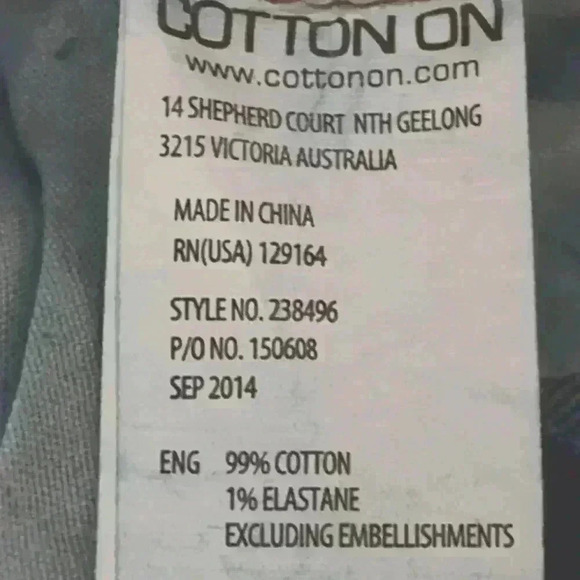 COTTON ON
www.cottonon.com
14 SHEPHERD COURT NTH GEELONG
3215 VICTORIA AUSTRALIA
MADE IN CHINA
RN(USA) 129164
STYLE NO. 238496
P/O NO. 150608
SEP 2014
ENG 99% COTTON
1% ELASTANE
EXCLUDING EMBELLISHMENTS